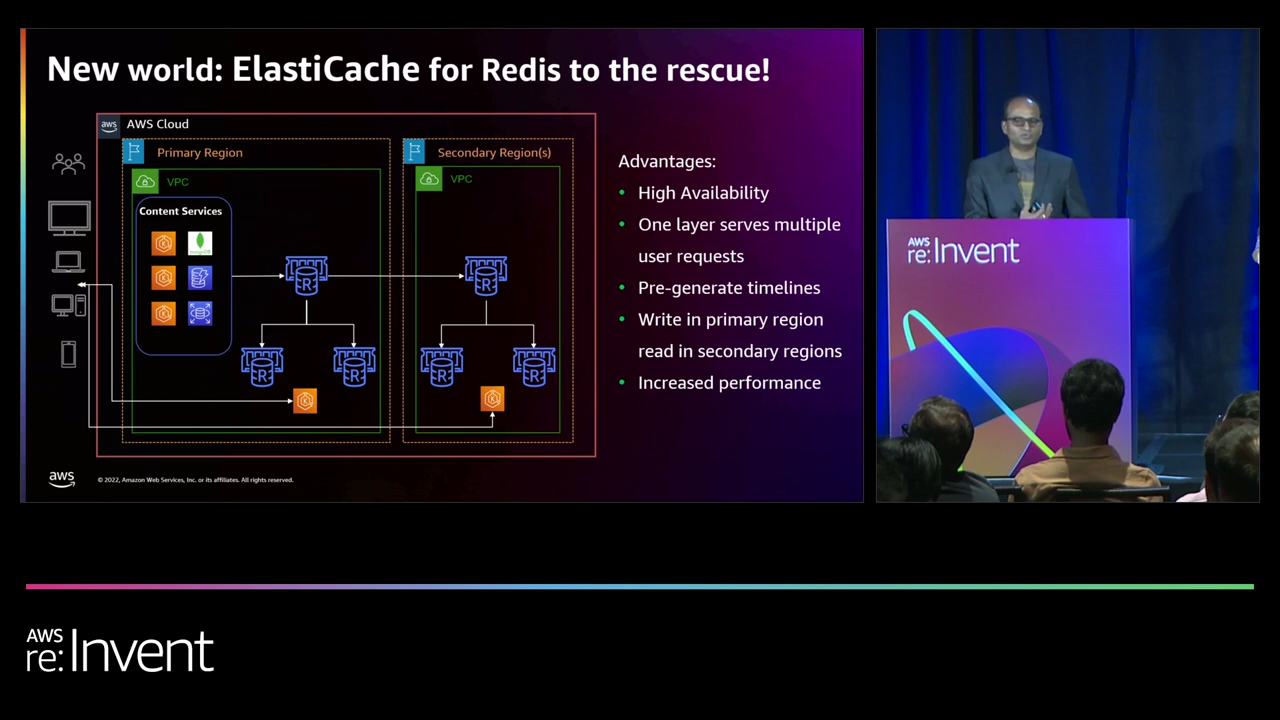 New world: ElastiCache for Redis to the rescue!
aws
AWS Cloud
Primary Region
Secondary Region(s)
VPC
VPC
Content Services
K
K
K
R
R
R
R
R
R
K
K
Advantages:
• High Availability
• One layer serves multiple
user requests
• Pre-generate timelines
• Write in primary region
read in secondary regions
• Increased performance
aws
© 2022, Amazon Web Services, Inc. or its affiliates. All rights reserved.
AWS
re:Invent
AWS
re:Invent